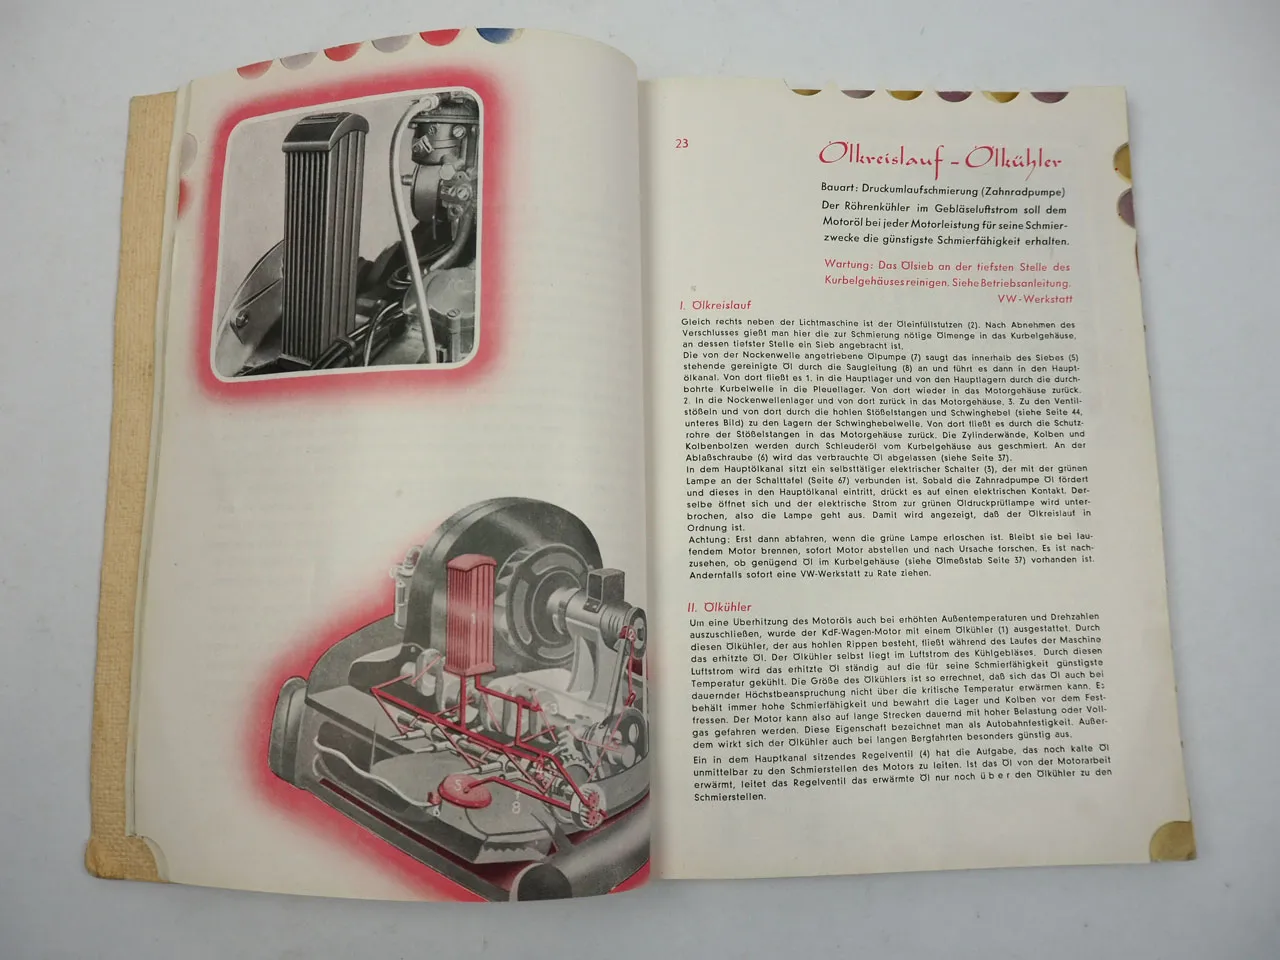 1
2
3
5
6
8
23
Ölkreislauf – Ölkühler
Bauart: Druckumlaufschmierung (Zahnradpumpe)
Der Röhrenkühler im Gebläseluftstrom soll dem
Motoröl bei jeder Motorleistung für seine Schmier-
zwecke die günstigste Schmierfähigkeit erhalten.
Wartung: Das Ölsieb an der tiefsten Stelle des
Kurbelgehäuses reinigen. Siehe Betriebsanleitung.
VW-Werkstatt
I. Ölkreislauf
Gleich rechts neben der Lichtmaschine ist der Öleinfüllstutzen (2). Nach Abnehmen des
Verschlusses gießt man hier die zur Schmierung nötige Ölmenge in das Kurbelgehäuse,
an dessen tiefster Stelle ein Sieb angebracht ist.
Die von der Nockenwelle angetriebene Ölpumpe (7) saugt das innerhalb des Siebes (5)
stehende gereinigte Öl durch die Saugleitung (8) an und führt es dann in den Haupt-
ölkanal. Von dort fließt es 1. in die Hauptlager und von den Hauptlagern durch die durch-
bohrte Kurbelwelle in die Pleuellager. Von dort wieder in das Motorgehäuse zurück.
2. In die Nockenwellenlager und von dort zurück in das Motorgehäuse. 3. Zu den Ventil-
stößeln und von dort durch die hohlen Stößelstangen und Schwinghebel (siehe Seite 44,
unteres Bild) zu den Lagern der Schwinghebelwelle. Von dort fließt es durch die Schutz-
rohre der Stößelstangen in das Motorgehäuse zurück. Die Zylinderwände, Kolben und
Kolbenbolzen werden durch Schleuderöl vom Kurbelgehäuse aus geschmiert. An der
Ablaßschraube (6) wird das verbrauchte Öl abgelassen (siehe Seite 37).
In dem Hauptölkanal sitzt ein selbsttätiger elektrischer Schalter (3), der mit der grünen
Lampe an der Schalttafel (Seite 67) verbunden ist. Sobald die Zahnradpumpe Öl fördert
und dieses in den Hauptölkanal eintritt, drückt es auf einen elektrischen Kontakt. Der-
selbe öffnet sich und der elektrische Strom zur grünen Öldruckprüflampe wird unter-
brochen, also die Lampe geht aus. Damit wird angezeigt, daß der Ölkreislauf in
Ordnung ist.
Achtung: Erst dann abfahren, wenn die grüne Lampe erloschen ist. Bleibt sie bei lau-
fendem Motor brennen, sofort Motor abstellen und nach Ursache forschen. Es ist nach-
zusehen, ob genügend Öl im Kurbelgehäuse (siehe Ölmeßstab Seite 37) vorhanden ist.
Andernfalls sofort eine VW-Werkstatt zu Rate ziehen.
II. Ölkühler
Um eine Überhitzung des Motoröls auch bei erhöhten Außentemperaturen und Drehzahlen
auszuschließen, wurde der KdF-Wagen-Motor mit einem Ölkühler (1) ausgestattet. Durch
diesen Ölkühler, der aus hohlen Rippen besteht, fließt während des Laufes der Maschine
das erhitzte Öl. Der Ölkühler selbst liegt im Luftstrom des Kühlgebläses. Durch diesen
Luftstrom wird das erhitzte Öl ständig auf die für seine Schmierfähigkeit günstigste
Temperatur gekühlt. Die Größe des Ölkühlers ist so errechnet, daß sich das Öl auch bei
dauernder Höchstbeanspruchung nicht über die kritische Temperatur erwärmen kann. Es
behält immer hohe Schmierfähigkeit und bewahrt die Lager und Kolben vor dem Fest-
fressen. Der Motor kann also auf lange Strecken dauernd mit hoher Belastung oder Voll-
gas gefahren werden. Diese Eigenschaft bezeichnet man als Autobahnfestigkeit. Außer-
dem wirkt sich der Ölkühler auch bei langen Bergfahrten besonders günstig aus.
Ein in dem Hauptkanal sitzendes Regelventil (4) hat die Aufgabe, das noch kalte Öl
unmittelbar zu den Schmierstellen des Motors zu leiten. Ist das Öl von der Motorarbeit
erwärmt, leitet das Regelventil das erwärmte Öl nur noch über den Ölkühler zu den
Schmierstellen.